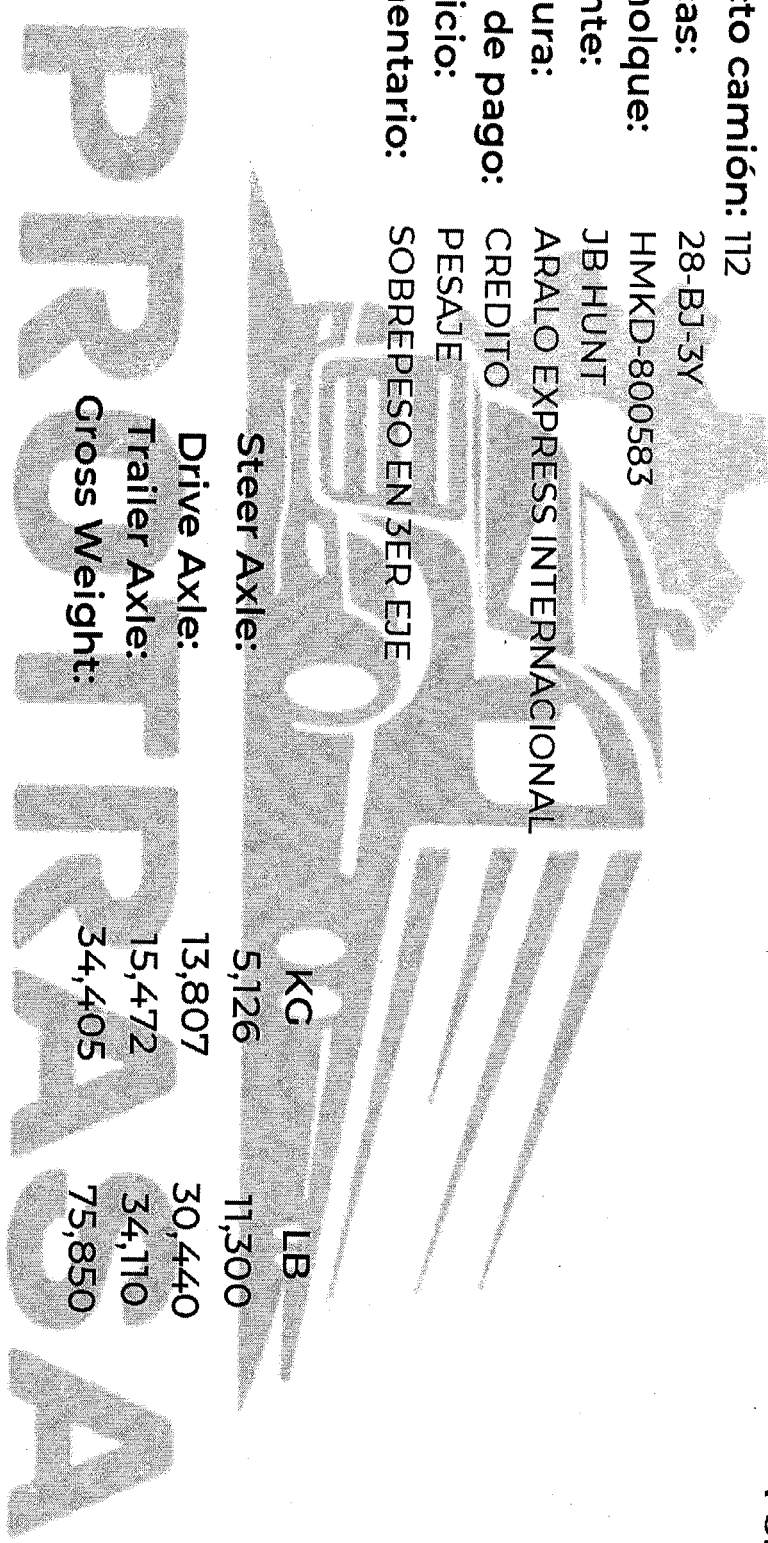 to camión: 112
as: 28-BJ-3Y
nolque: HMKD-800583
nte: JB HUNT
ura: ARALO EXPRESS INTERNACIONAL
de pago: CREDITO
icio: PESAJE
entario: SOBREPESO EN 3ER EJE
KG LB
Steer Axle: 5,126 11,300
Drive Axle: 13,807 30,440
Trailer Axle: 15,472 34,110
Gross Weight: 34,405 75,850
PROTRASA